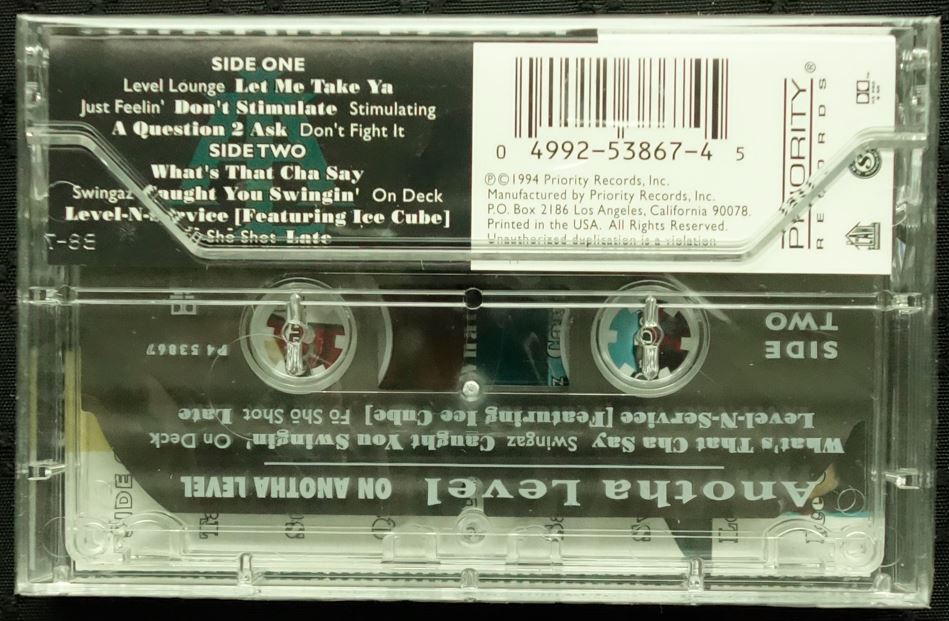 SIDE ONE
Level Lounge Let Me Take Ya
Just Feelin' Don't Stimulate Stimulating
A Question 2 Ask Don't Fight It
SIDE TWO
What's That Cha Say
Swingaz Caught You Swingin' On Deck
Level-N-Service [Featuring Ice Cube]
Fō Shō Shot Late
0 4992-53867-4 5
℗©1994 Priority Records, Inc.
Manufactured by Priority Records, Inc.
P.O. Box 2186 Los Angeles, California 90078.
Printed in the USA. All Rights Reserved.
Unauthorized duplication is a violation
PRIORITY®
RECORDS
SIDE
TWO
P4 53867
Level-N-Service [Featuring Ice Cube] Fō Shō Shot Late
What's That Cha Say Swingaz Caught You Swingin' On Deck
Anotha Level ON ANOTHA LEVEL
SIDE